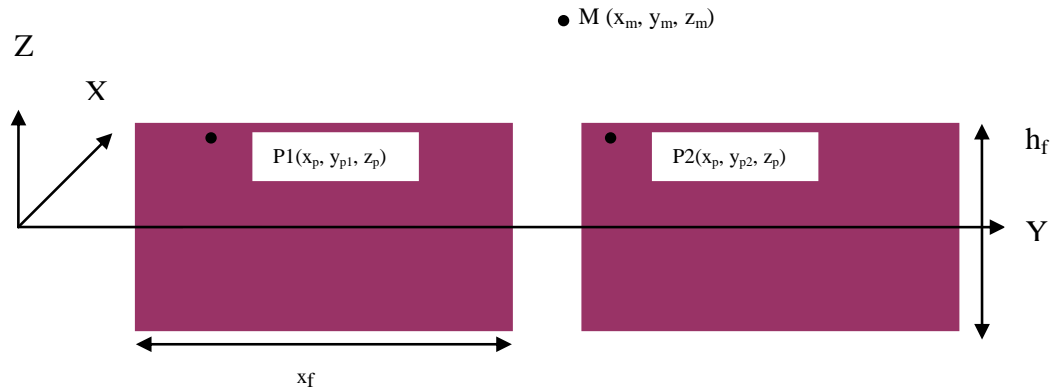 M (xm, ym, zm)
Z
X
P1(xp, yp1, zp)
P2(xp, yp2, zp)
hf
Y
xf